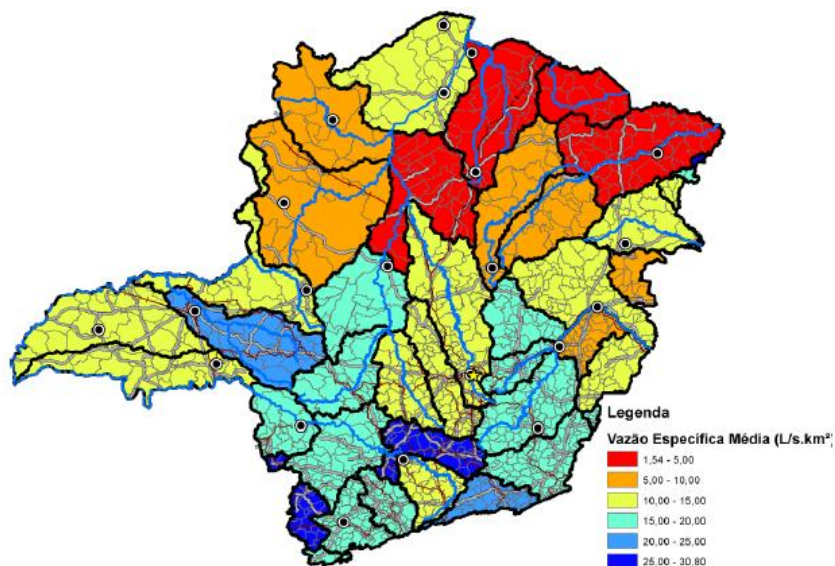 Legenda
Vazão Específica Média (L/s.km²)
1,54 - 5,00
5,00 - 10,00
10,00 - 15,00
15,00 - 20,00
20,00 - 25,00
25,00 - 30,80